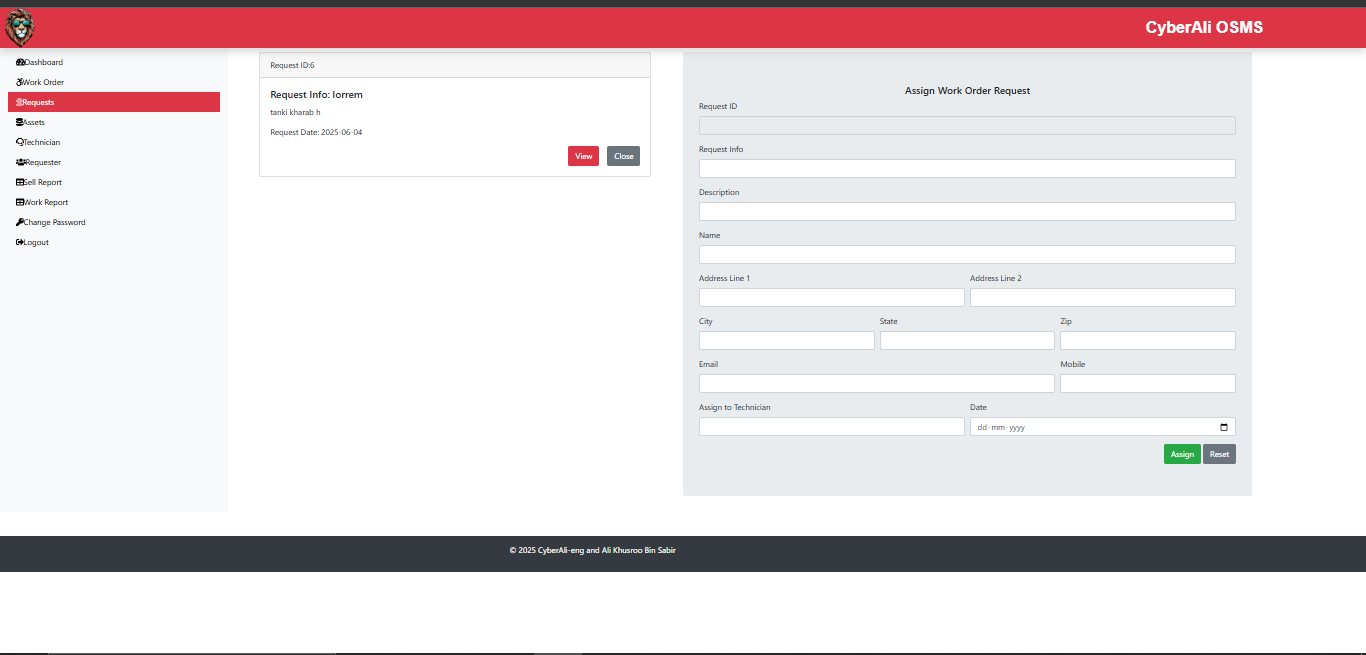 CyberAli OSMS
Dashboard
Work Order
Requests
Assets
Technician
Requester
Sell Report
Work Report
Change Password
Logout
Request ID:6
Request Info: lorrem
tanki kharab h
Request Date: 2025-06-04
View Close
Assign Work Order Request
Request ID
Request Info
Description
Name
Address Line 1 Address Line 2
City State Zip
Email Mobile
Assign to Technician Date
dd-mm-yyyy
Assign Reset
© 2025 CyberAli-eng and Ali Khusroo Bin Sabir